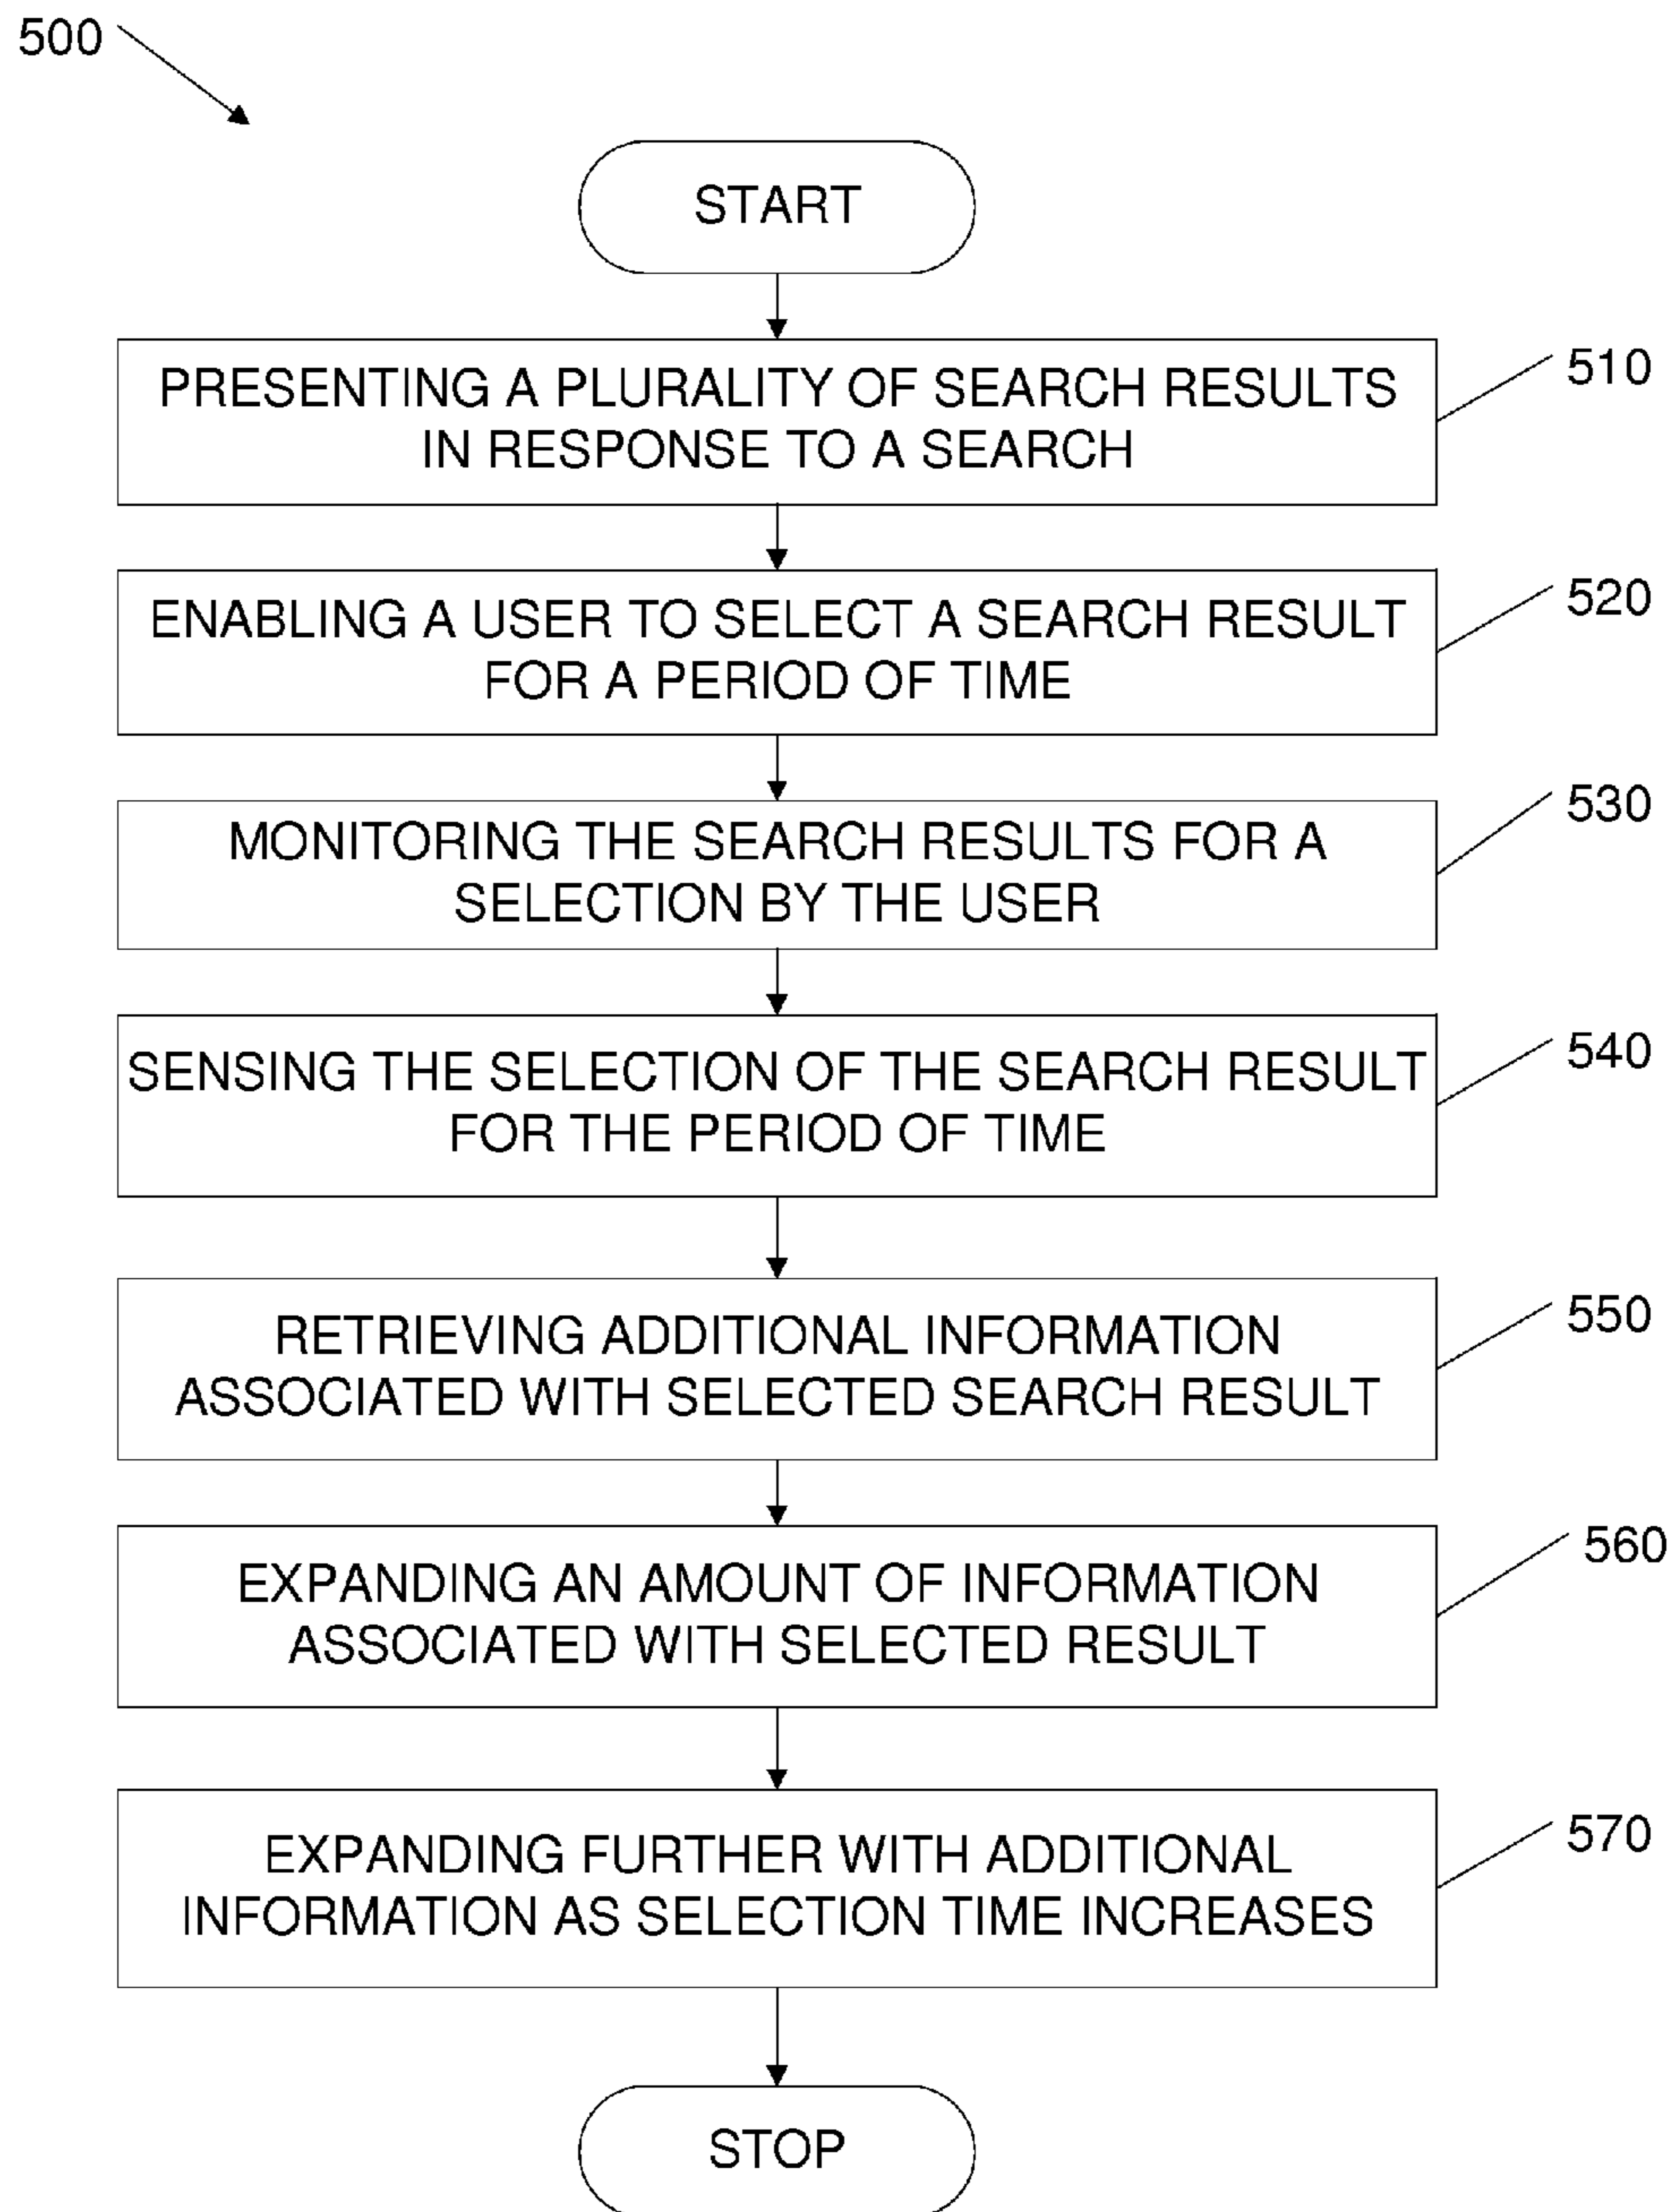 500
START
PRESENTING A PLURALITY OF SEARCH RESULTS
IN RESPONSE TO A SEARCH
510
ENABLING A USER TO SELECT A SEARCH RESULT
FOR A PERIOD OF TIME
520
MONITORING THE SEARCH RESULTS FOR A
SELECTION BY THE USER
530
SENSING THE SELECTION OF THE SEARCH RESULT
FOR THE PERIOD OF TIME
540
RETRIEVING ADDITIONAL INFORMATION
ASSOCIATED WITH SELECTED SEARCH RESULT
550
EXPANDING AN AMOUNT OF INFORMATION
ASSOCIATED WITH SELECTED RESULT
560
EXPANDING FURTHER WITH ADDITIONAL
INFORMATION AS SELECTION TIME INCREASES
570
STOP